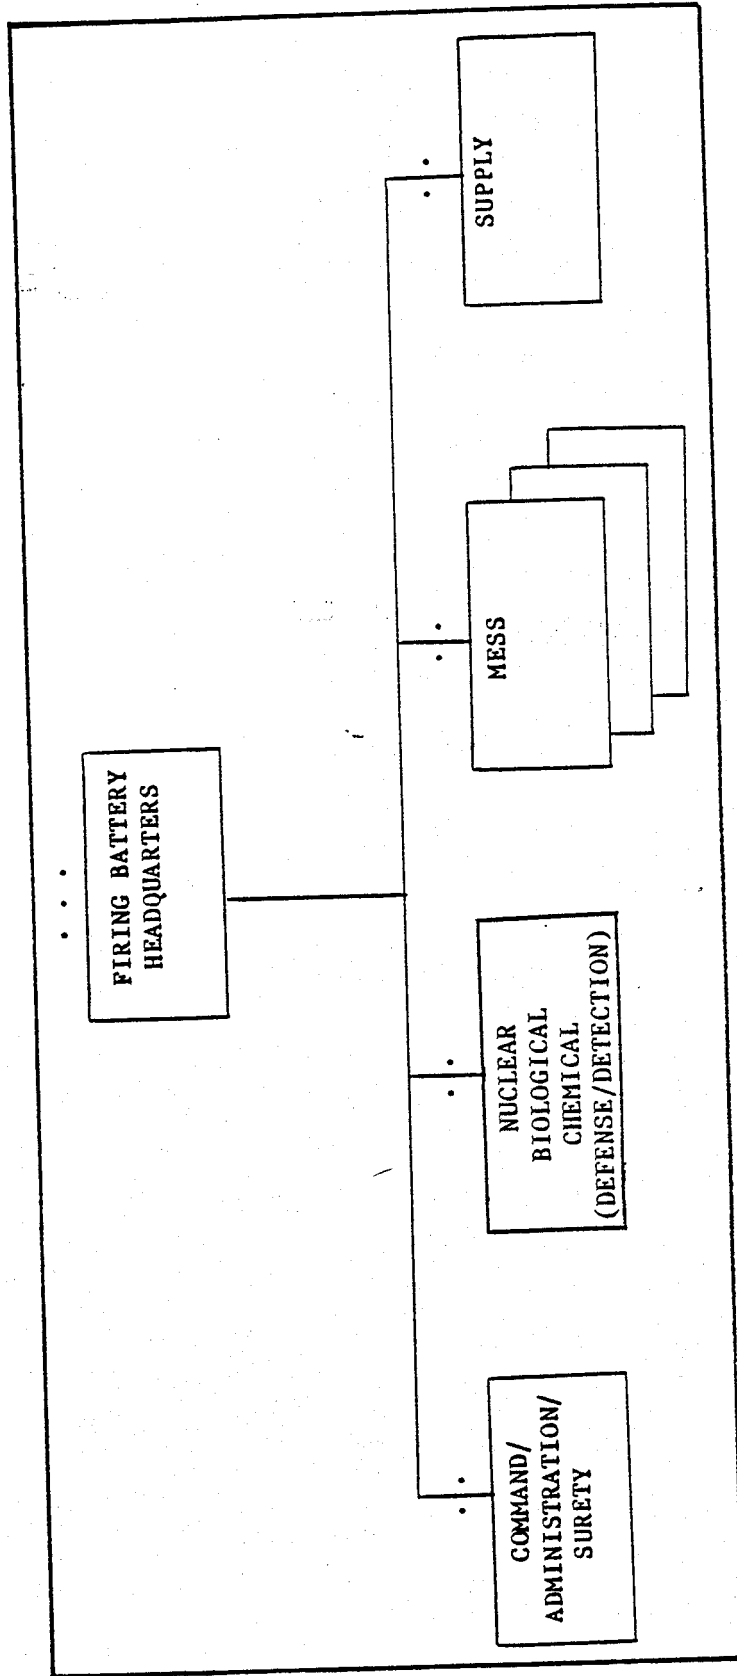 FIRING BATTERY
HEADQUARTERS
COMMAND/
ADMINISTRATION/
SURETY
NUCLEAR
BIOLOGICAL
CHEMICAL
(DEFENSE/DETECTION)
MESS
SUPPLY